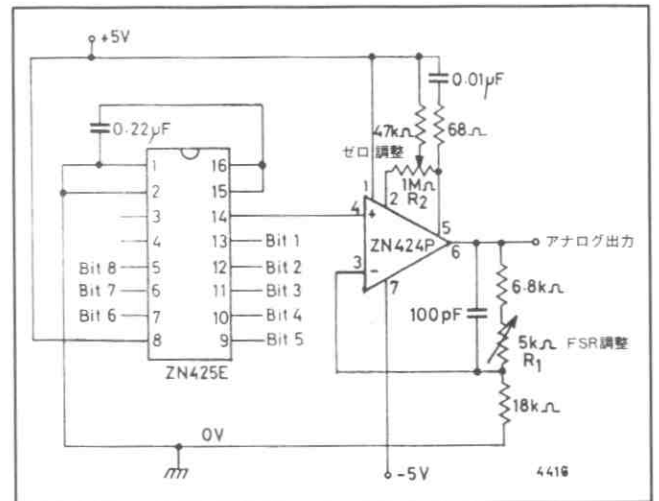 +5V
0.22μF
0.01μF
47kΩ
68Ω
ゼロ調整
1MΩ
R2
1
2
3
4
Bit 8 5
Bit 7 6
Bit 6 7
8
16
15
14
13 Bit 1
12 Bit 2
11 Bit 3
10 Bit 4
9 Bit 5
ZN425E
1
2
4
+
5
ZN424P
6
3
−
7
アナログ出力
6.8kΩ
100pF
5kΩ FSR調整
R1
18kΩ
0V
-5V
4416